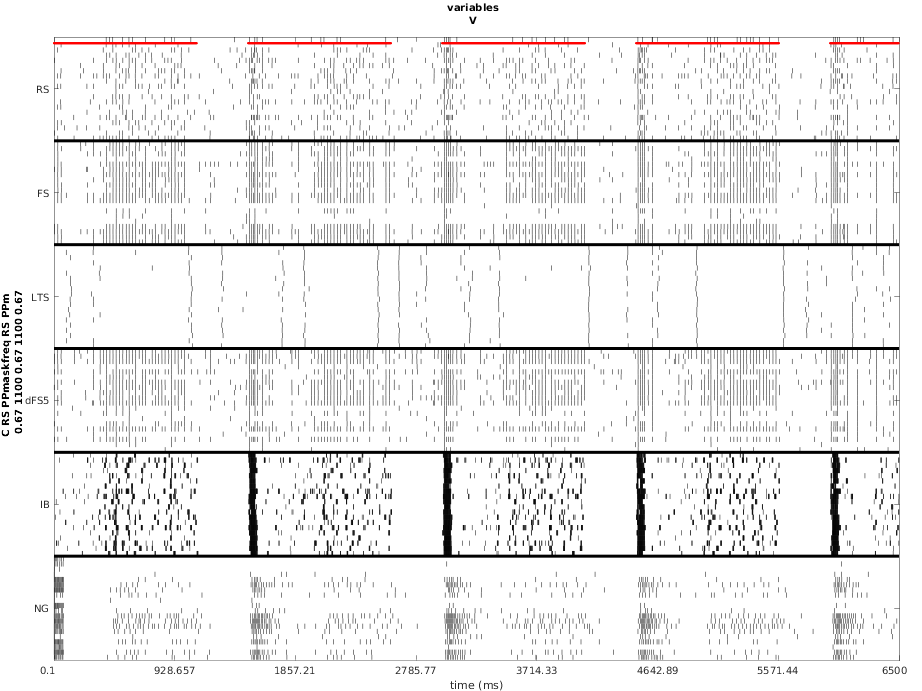 variables
V
RS
FS
LTS
dFS5
IB
NG
C RS PPmaskfreq RS PPm
0.67 1100 0.67 1100 0.67
0.1 928.657 1857.21 2785.77 3714.33 4642.89 5571.44 6500
time (ms)